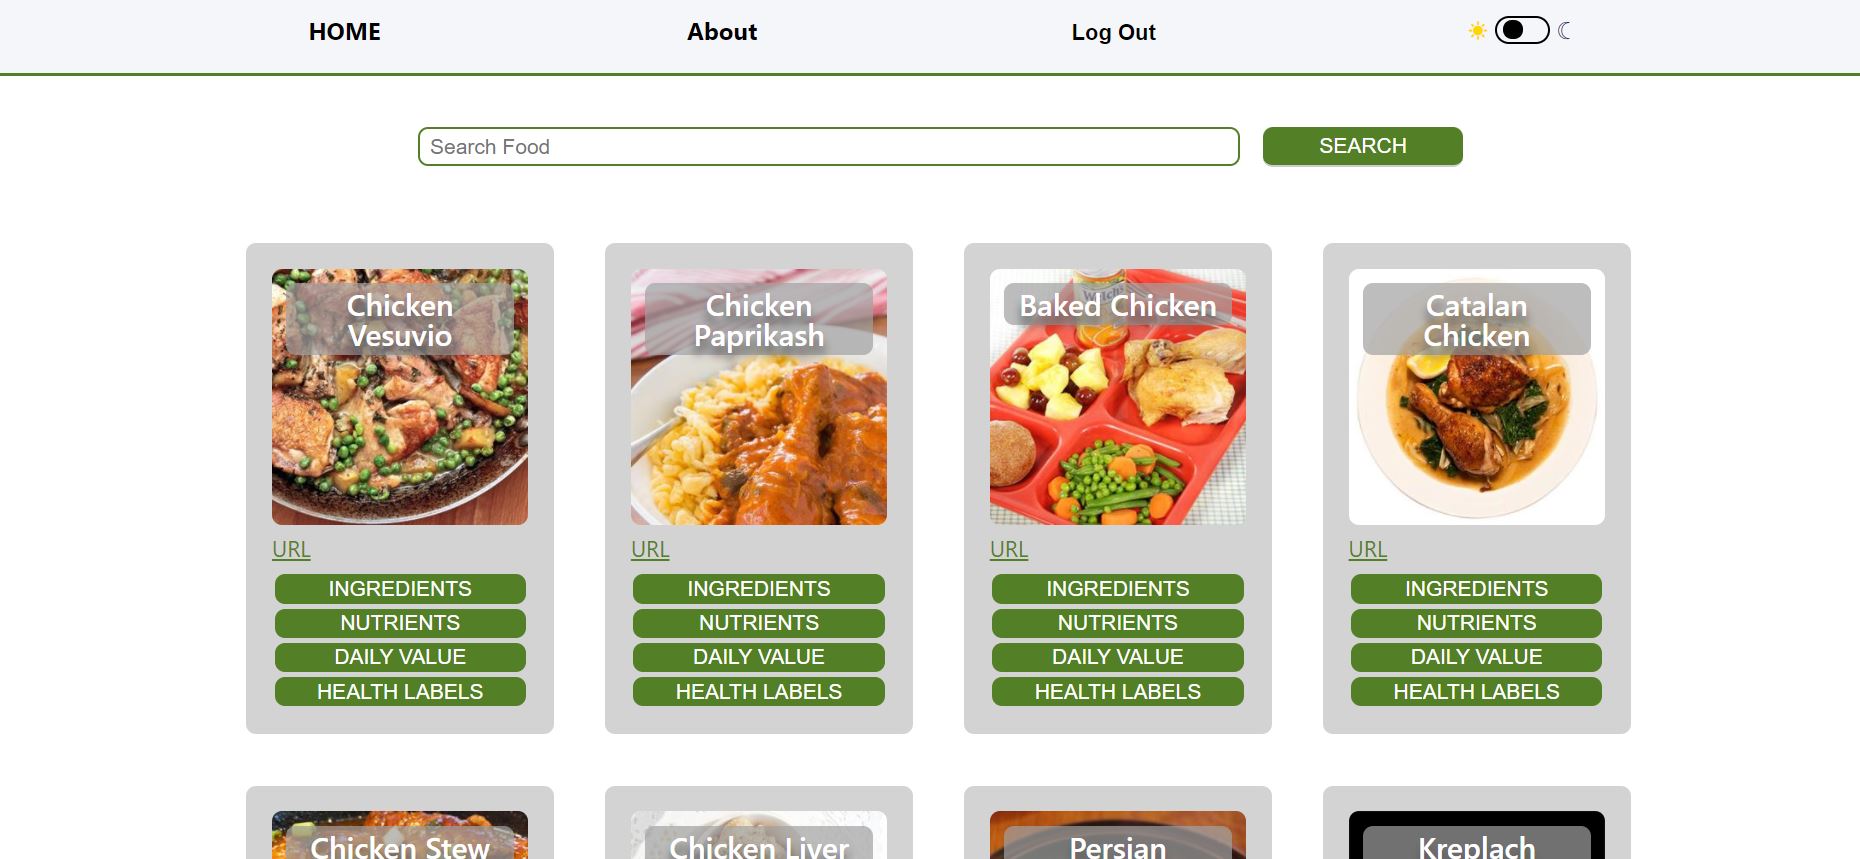 HOME
About
Log Out
Search Food
SEARCH
Chicken
Vesuvio
Chicken
Paprikash
Baked Chicken
Catalan
Chicken
URL
URL
URL
URL
INGREDIENTS
INGREDIENTS
INGREDIENTS
INGREDIENTS
NUTRIENTS
NUTRIENTS
NUTRIENTS
NUTRIENTS
DAILY VALUE
DAILY VALUE
DAILY VALUE
DAILY VALUE
HEALTH LABELS
HEALTH LABELS
HEALTH LABELS
HEALTH LABELS
Chicken Stew
Chicken Liver
Persian
Kreplach